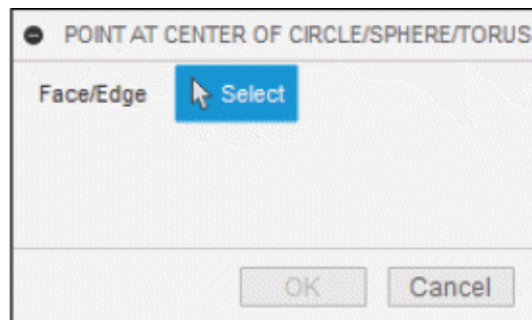 POINT AT CENTER OF CIRCLE/SPHERE/TORUS
Face/Edge Select
OK Cancel